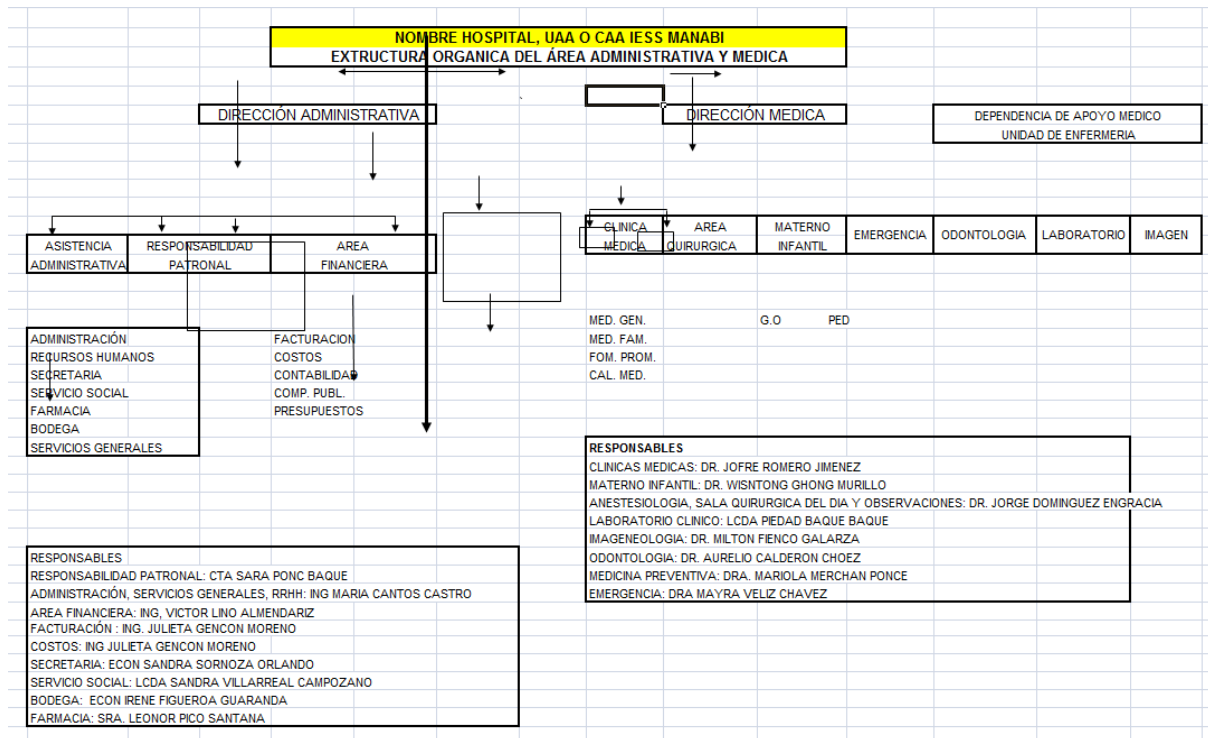 NOMBRE HOSPITAL, UAA O CAA IESS MANABI
EXTRUCTURA ORGANICA DEL ÁREA ADMINISTRATIVA Y MEDICA
DIRECCIÓN ADMINISTRATIVA
DIRECCIÓN MEDICA
DEPENDENCIA DE APOYO MEDICO
UNIDAD DE ENFERMERIA
ASISTENCIA
ADMINISTRATIVA
RESPONSABILIDAD
PATRONAL
AREA
FINANCIERA
CLINICA
MEDICA
AREA
QUIRURGICA
MATERNO
INFANTIL
EMERGENCIA
ODONTOLOGIA
LABORATORIO
IMAGEN
ADMINISTRACIÓN
RECURSOS HUMANOS
SECRETARIA
SERVICIO SOCIAL
FARMACIA
BODEGA
SERVICIOS GENERALES
FACTURACION
COSTOS
CONTABILIDAD
COMP. PUBL.
PRESUPUESTOS
MED. GEN.
MED. FAM.
FOM. PROM.
CAL. MED.
G.O PED
RESPONSABLES
CLINICAS MEDICAS: DR. JOFRE ROMERO JIMENEZ
MATERNO INFANTIL: DR. WISNTONG GHONG MURILLO
ANESTESIOLOGIA, SALA QUIRURGICA DEL DIA Y OBSERVACIONES: DR. JORGE DOMINGUEZ ENGRACIA
LABORATORIO CLINICO: LCDA PIEDAD BAQUE BAQUE
IMAGENEOLOGIA: DR. MILTON FIENCO GALARZA
ODONTOLOGIA: DR. AURELIO CALDERON CHOEZ
MEDICINA PREVENTIVA: DRA. MARIOLA MERCHAN PONCE
EMERGENCIA: DRA MAYRA VELIZ CHAVEZ
RESPONSABLES
RESPONSABILIDAD PATRONAL: CTA SARA PONC BAQUE
ADMINISTRACIÓN, SERVICIOS GENERALES, RRHH: ING MARIA CANTOS CASTRO
AREA FINANCIERA: ING, VICTOR LINO ALMENDARIZ
FACTURACIÓN : ING. JULIETA GENCON MORENO
COSTOS: ING JULIETA GENCON MORENO
SECRETARIA: ECON SANDRA SORNOZA ORLANDO
SERVICIO SOCIAL: LCDA SANDRA VILLARREAL CAMPOZANO
BODEGA: ECON IRENE FIGUEROA GUARANDA
FARMACIA: SRA. LEONOR PICO SANTANA